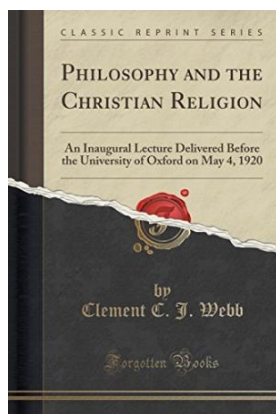 CLASSIC REPRINT SERIES
PHILOSOPHY AND THE
CHRISTIAN RELIGION
An Inaugural Lecture Delivered Before
the University of Oxford on May 4, 1920
by
Clement C. J. Webb
Forgotten Books